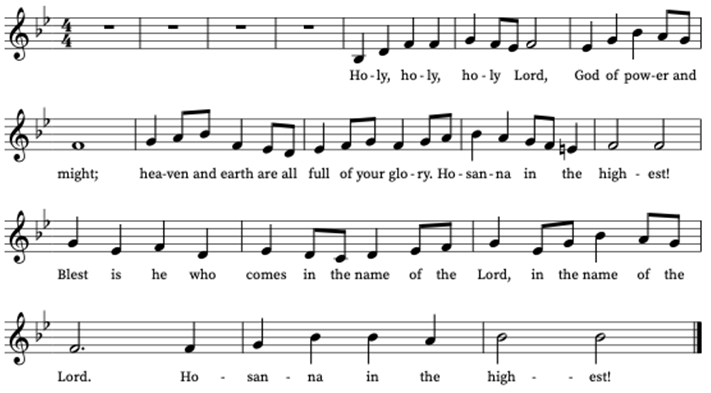 4
4
Ho - ly, ho - ly, ho - ly Lord, God of pow - er and
might; hea - ven and earth are all full of your glo - ry. Ho - san - na in the high - est!
Blest is he who comes in the name of the Lord, in the name of the
Lord. Ho - san - na in the high - - est!